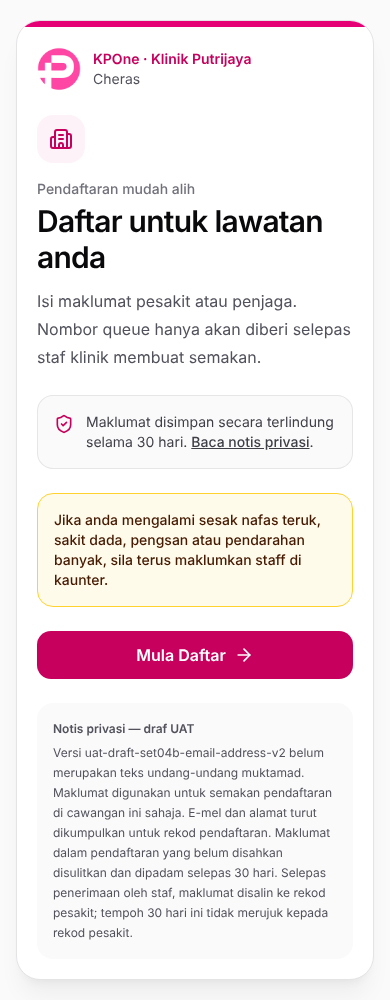 KPOne · Klinik Putrijaya
Cheras
Pendaftaran mudah alih
Daftar untuk lawatan
anda
Isi maklumat pesakit atau penjaga.
Nombor queue hanya akan diberi selepas
staf klinik membuat semakan.
Maklumat disimpan secara terlindung
selama 30 hari. Baca notis privasi.
Jika anda mengalami sesak nafas teruk,
sakit dada, pengsan atau pendarahan
banyak, sila terus maklumkan staff di
kaunter.
Mula Daftar
Notis privasi — draf UAT
Versi uat-draft-set04b-email-address-v2 belum
merupakan teks undang-undang muktamad.
Maklumat digunakan untuk semakan pendaftaran
di cawangan ini sahaja. E-mel dan alamat turut
dikumpulkan untuk rekod pendaftaran. Maklumat
dalam pendaftaran yang belum disahkan
disulitkan dan dipadam selepas 30 hari. Selepas
penerimaan oleh staf, maklumat disalin ke rekod
pesakit; tempoh 30 hari ini tidak merujuk kepada
rekod pesakit.